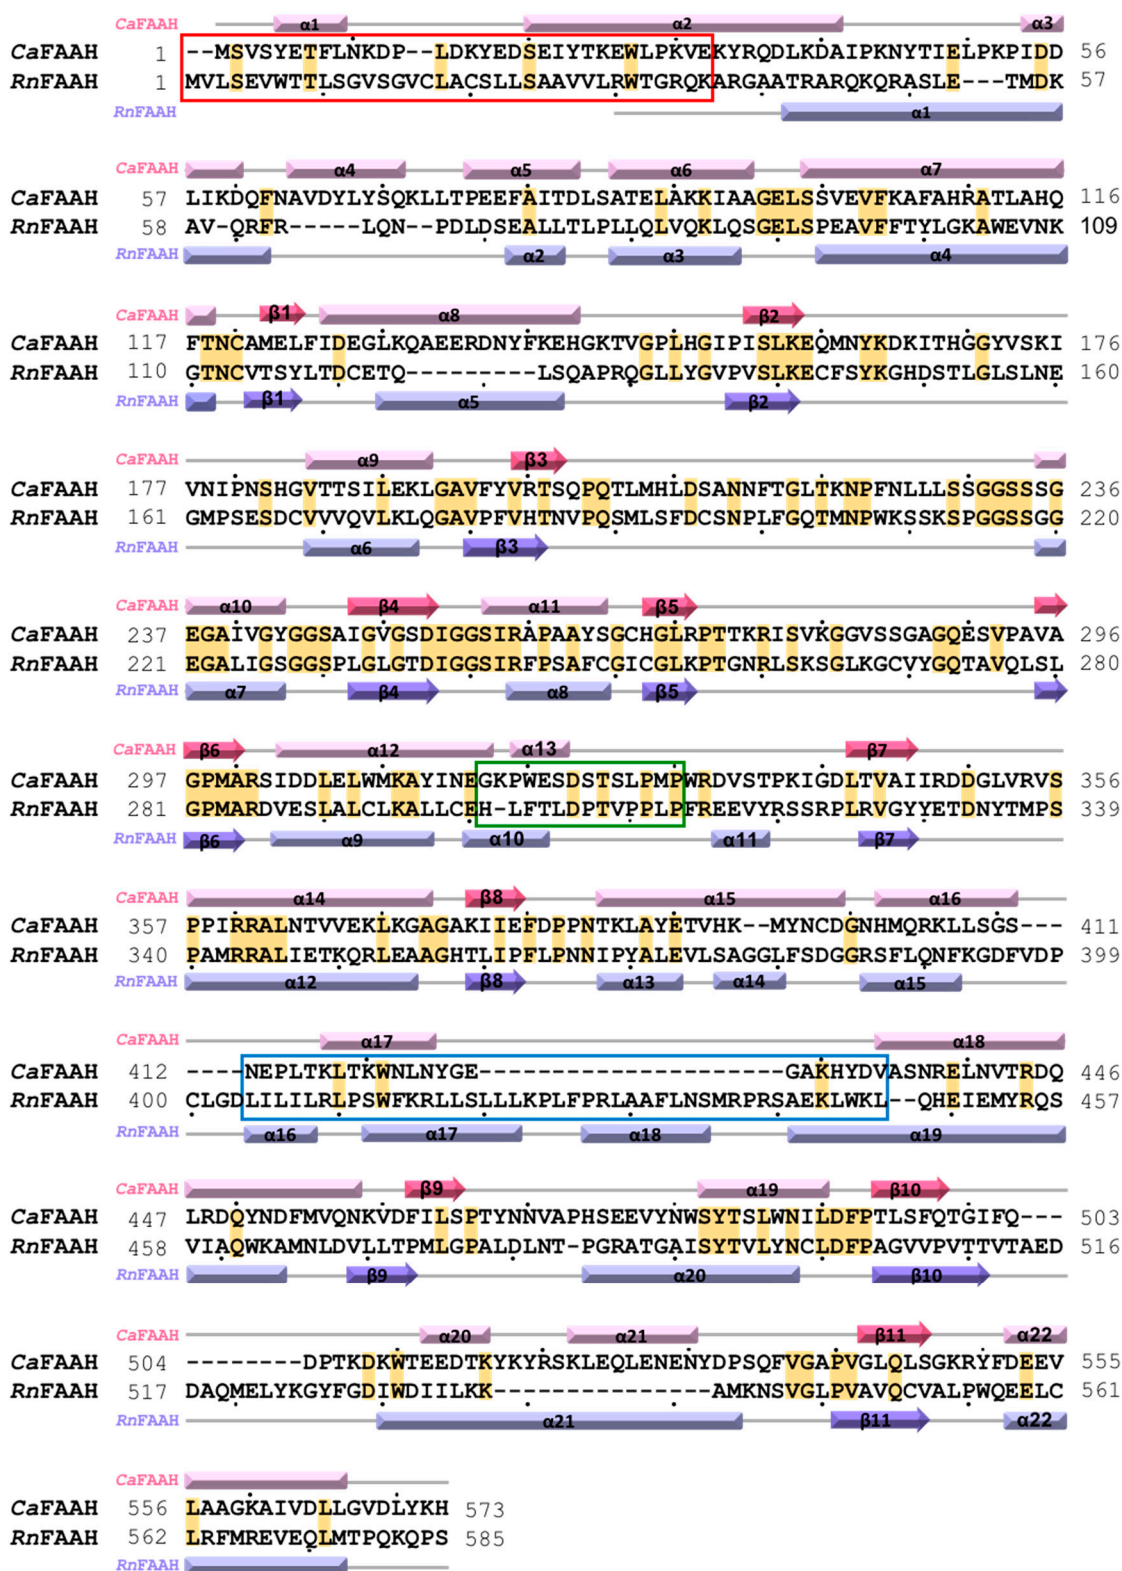 CaFAAH α1 α2 α3
CaFAAH 1 --MSVSYETFLNKDP--LDKYEDSEIYTKEWLPKVEKYRQDLKDAIPKNYTIELPKPIDD 56
RnFAAH 1 MVLSEVWTTLSGVSGVCLACSLLSAAVVLRWTGRQKARGAATRARQKQRASLE---TMDK 57
RnFAAH α1
CaFAAH α4 α5 α6 α7
CaFAAH 57 LIKDQFNAVDYLYSQKLLTPEEFAITDLSATELAKKIAAGELSSVEVFKAFAHRATLAHQ 116
RnFAAH 58 AV-QRFR-----LQN--PDLDSEALLTLPLLQLVQKLQSGELSPEAVFFTYLGKAWEVNK 109
RnFAAH α2 α3 α4
CaFAAH β1 α8 β2
CaFAAH 117 FTNCAMELFIDEGLKQAEERDNYFKEHGKTVGPLHGIPISLKEQMNYKDKITHGGYVSKI 176
RnFAAH 110 GTNCVTSYLTDCETQ---------LSQAPRQGLLYGVPVSLKECFSYKGHDSTLGLSLNE 160
RnFAAH β1 α5 β2
CaFAAH α9 β3
CaFAAH 177 VNIPNSHGVTTSILEKLGAVFYVRTSQPQTLMHLDSANNFTGLTKNPFNLLLSSGGSSSG 236
RnFAAH 161 GMPSESDCVVVQVLKLQGAVPFVHTNVPQSMLSFDCSNPLFGQTMNPWKSSKSPGGSSGG 220
RnFAAH α6 β3
CaFAAH α10 β4 α11 β5
CaFAAH 237 EGAIVGYGGSAIGVGSDIGGSIRAPAAYSGCHGLRPTTKRISVKGGVSSGAGQESVPAVA 296
RnFAAH 221 EGALIGSGGSPLGLGTDIGGSIRFPSAFCGICGLKPTGNRLSKSGLKGCVYGQTAVQLSL 280
RnFAAH α7 β4 α8 β5
CaFAAH β6 α12 α13 β7
CaFAAH 297 GPMARSIDDLELWMKAYINEGKPWESDSTSLPMPWRDVSTPKIGDLTVAIIRDDGLVRVS 356
RnFAAH 281 GPMARDVESLALCLKALLCEH-LFTLDPTVPPLPFREEVYRSSRPLRVGYYETDNYTMPS 339
RnFAAH β6 α9 α10 α11 β7
CaFAAH α14 β8 α15 α16
CaFAAH 357 PPIRRALNTVVEKLKGAGAKIIEFDPPNTKLAYETVHK--MYNCDGNHMQRKLLSGS--- 411
RnFAAH 340 PAMRRALIETKQRLEAAGHTLIPFLPNNIPYALEVLSAGGLFSDGGRSFLQNFKGDFVDP 399
RnFAAH α12 β8 α13 α14 α15
CaFAAH α17 α18
CaFAAH 412 ----NEPLTKLTKWNLNYGE---------------------GAKHYDVASNRELNVTRDQ 446
RnFAAH 400 CLGDLILILRLPSWFKRLLSLLLKPLFPRLAAFLNSMRPRSAEKLWKL--QHEIEMYRQS 457
RnFAAH α16 α17 α18 α19
CaFAAH β9 α19 β10
CaFAAH 447 LRDQYNDFMVQNKVDFILSPTYNNVAPHSEEVYNWSYTSLWNILDFPTLSFQTGIFQ--- 503
RnFAAH 458 VIAQWKAMNLDVLLTPMLGPALDLNT-PGRATGAISYTVLYNCLDFPAGVVPVTTVTAED 516
RnFAAH β9 α20 β10
CaFAAH α20 α21 β11 α22
CaFAAH 504 --------DPTKDKWTEEDTKYKYRSKLEQLENENYDPSQFVGAPVGLQLSGKRYFDEEV 555
RnFAAH 517 DAQMELYKGYFGDIWDIILKK---------------AMKNSVGLPVAVQCVALPWQEELC 561
RnFAAH α21 β11 α22
CaFAAH
CaFAAH 556 LAAGKAIVDLLGVDLYKH 573
RnFAAH 562 LRFMREVEQLMTPQKQPS 585
RnFAAH